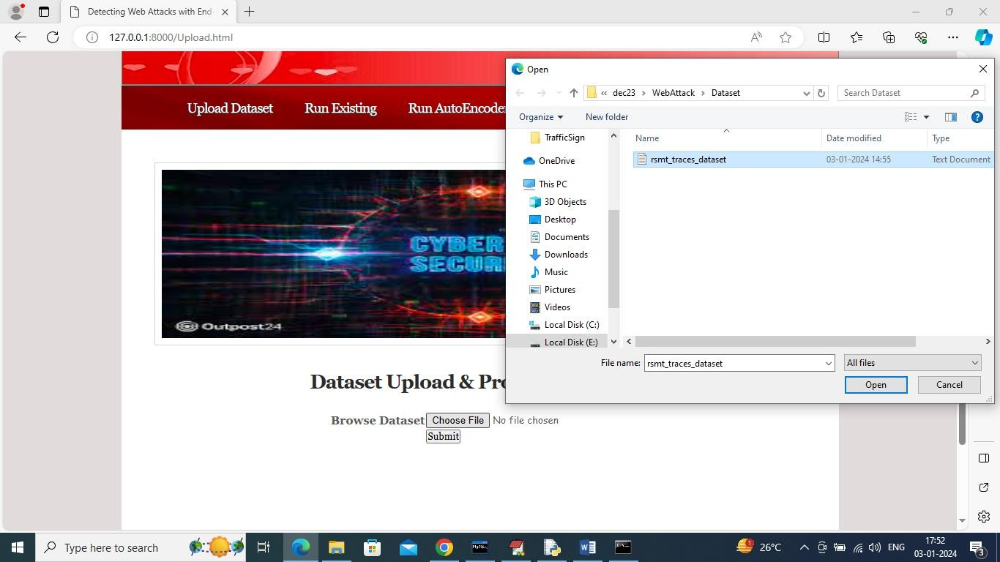 Detecting Web Attacks with End-
127.0.0.1:8000/Upload.html
Upload Dataset
Run Existing
Run AutoEncoder
CYBER
SECUR
Outpost24
Dataset Upload & Pro
Browse Dataset
Choose File
No file chosen
Submit
Open
« dec23 › WebAttack › Dataset
Search Dataset
Organize
New folder
TrafficSign
OneDrive
This PC
3D Objects
Desktop
Documents
Downloads
Music
Pictures
Videos
Local Disk (C:)
Local Disk (E:)
Name
Date modified
Type
rsmt_traces_dataset
03-01-2024 14:55
Text Document
File name:
rsmt_traces_dataset
All files
Open
Cancel
Type here to search
MySQL
1
26°C
ENG
17:52
03-01-2024
3